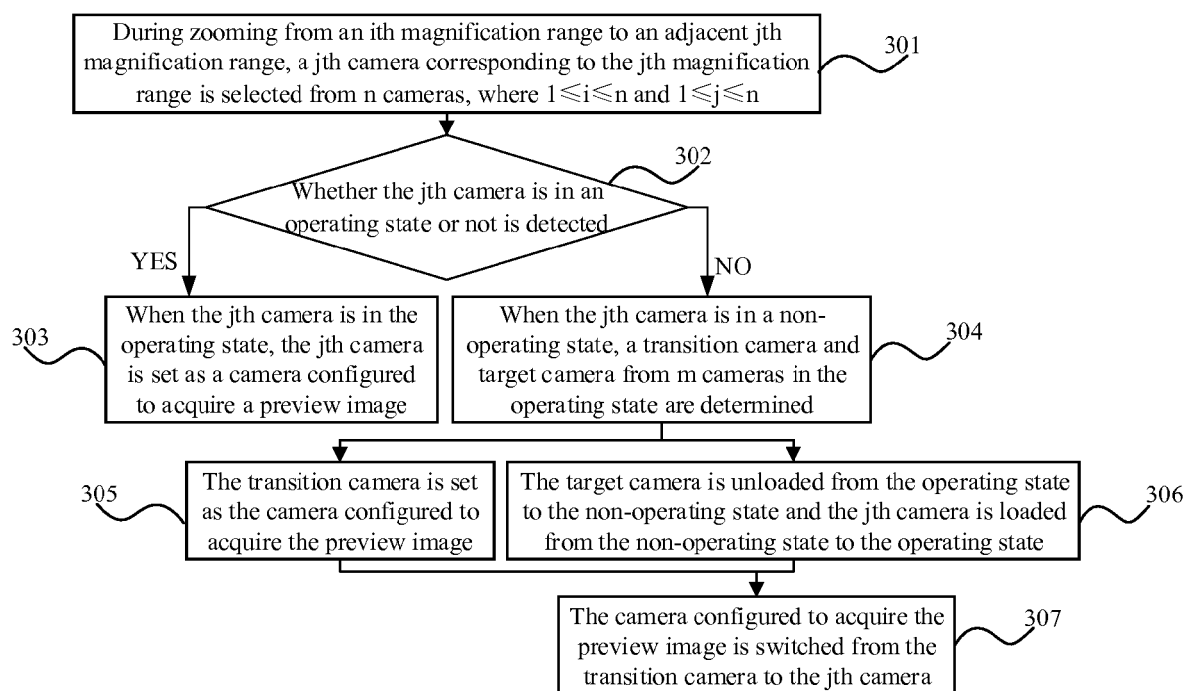 During zooming from an ith magnification range to an adjacent jth
magnification range, a jth camera corresponding to the jth magnification
range is selected from n cameras, where 1≤i≤n and 1≤j≤n
301
302
Whether the jth camera is in an
operating state or not is detected
YES
NO
303
When the jth camera is in the
operating state, the jth camera
is set as a camera configured
to acquire a preview image
When the jth camera is in a non-
operating state, a transition camera and
target camera from m cameras in the
operating state are determined
304
305
The transition camera is set
as the camera configured to
acquire the preview image
The target camera is unloaded from the operating state
to the non-operating state and the jth camera is loaded
from the non-operating state to the operating state
306
The camera configured to acquire the
preview image is switched from the
transition camera to the jth camera
307